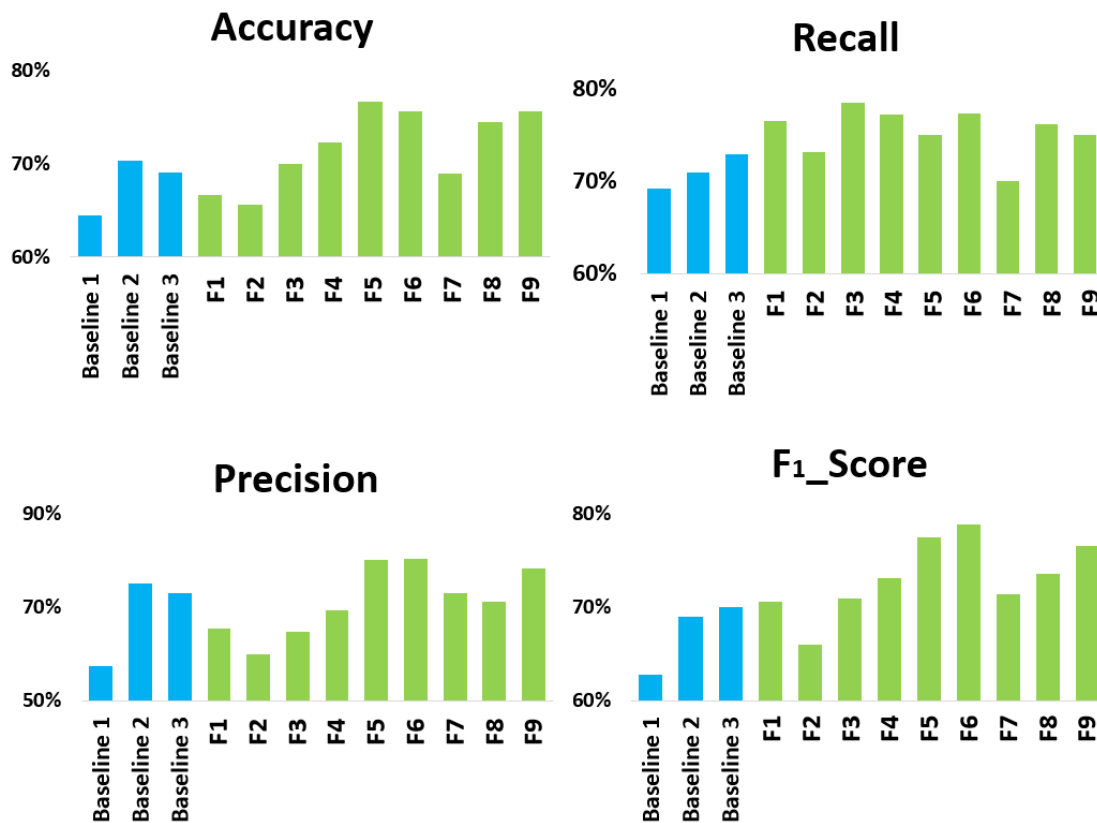 Accuracy
80%
70%
60%
Baseline 1
Baseline 2
Baseline 3
F1
F2
F3
F4
F5
F6
F7
F8
F9
Recall
80%
70%
60%
Baseline 1
Baseline 2
Baseline 3
F1
F2
F3
F4
F5
F6
F7
F8
F9
Precision
90%
70%
50%
Baseline 1
Baseline 2
Baseline 3
F1
F2
F3
F4
F5
F6
F7
F8
F9
F₁_Score
80%
70%
60%
Baseline 1
Baseline 2
Baseline 3
F1
F2
F3
F4
F5
F6
F7
F8
F9